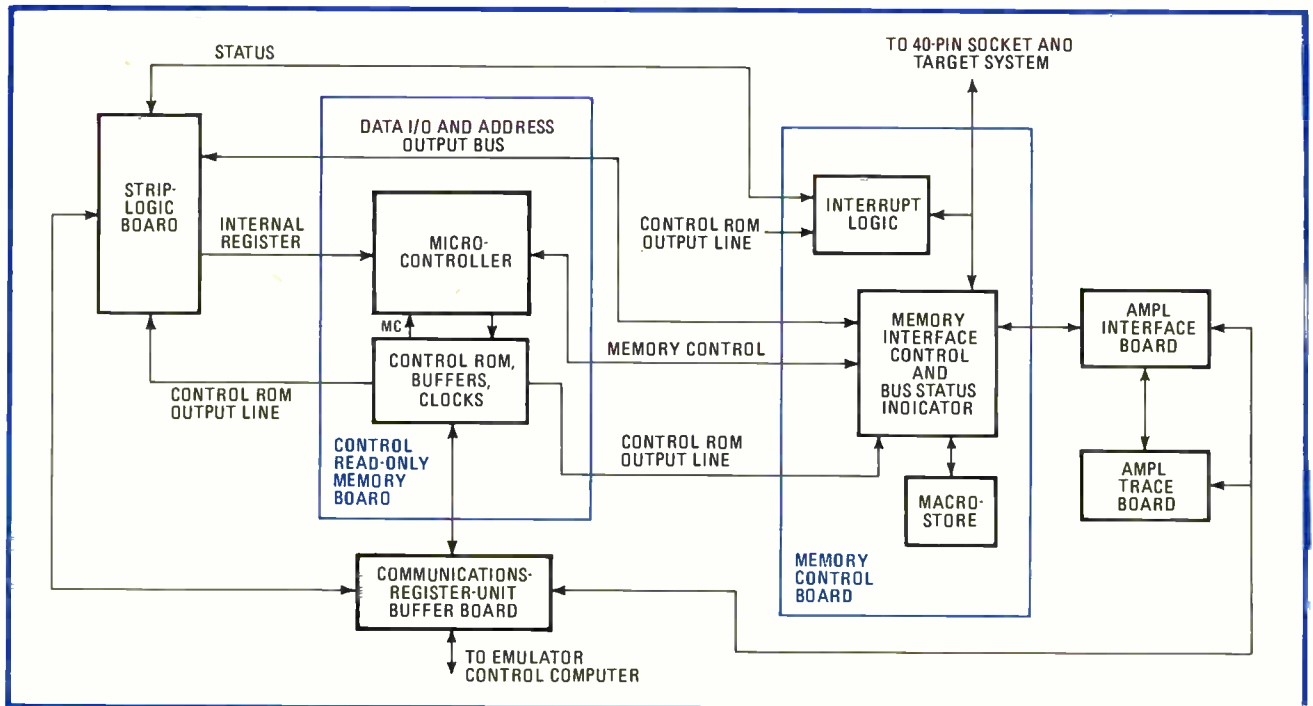 STATUS
TO 40-PIN SOCKET AND
TARGET SYSTEM
DATA I/O AND ADDRESS
OUTPUT BUS
STRIP-
LOGIC
BOARD
INTERNAL
REGISTER
MICRO-
CONTROLLER
MC
CONTROL ROM,
BUFFERS,
CLOCKS
CONTROL ROM
OUTPUT LINE
CONTROL
READ-ONLY
MEMORY
BOARD
CONTROL ROM
OUTPUT LINE
INTERRUPT
LOGIC
MEMORY CONTROL
MEMORY
INTERFACE
CONTROL
AND
BUS STATUS
INDICATOR
CONTROL ROM
OUTPUT LINE
MACRO-
STORE
MEMORY
CONTROL
BOARD
AMPL
INTERFACE
BOARD
AMPL
TRACE
BOARD
COMMUNICATIONS-
REGISTER-UNIT
BUFFER BOARD
TO EMULATOR
CONTROL COMPUTER